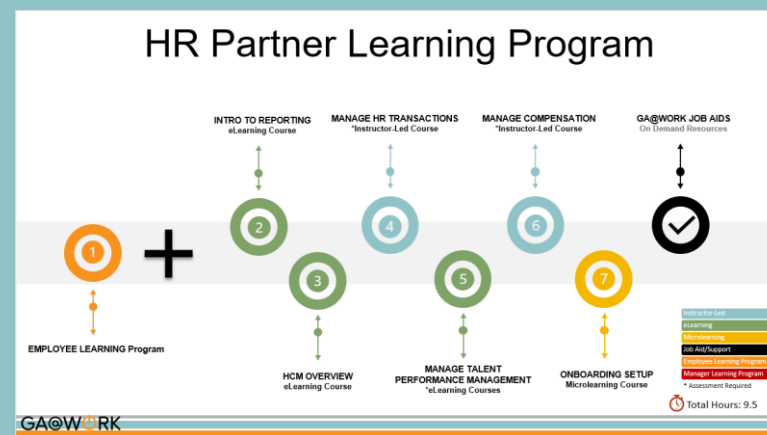 HR Partner Learning Program
INTRO TO REPORTING
eLearning Course
MANAGE HR TRANSACTIONS
*Instructor-Led Course
MANAGE COMPENSATION
*Instructor-Led Course
GA@WORK JOB AIDS
On Demand Resources
1
2
3
4
5
6
7
EMPLOYEE LEARNING Program
HCM OVERVIEW
eLearning Course
MANAGE TALENT
PERFORMANCE MANAGEMENT
*eLearning Courses
ONBOARDING SETUP
Microlearning Course
Instructor-Led
eLearning
Microlearning
Job Aid/Support
Employee Learning Program
Manager Learning Program
* Assessment Required
Total Hours: 9.5
GA@WORK